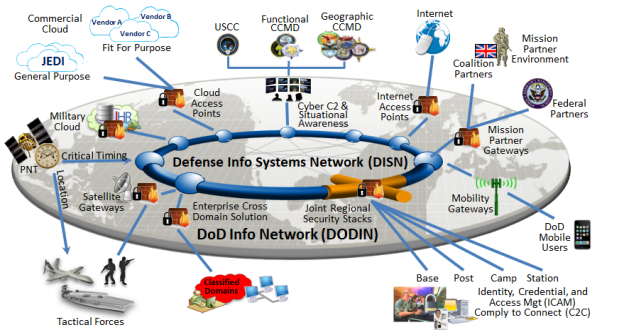 Commercial
Cloud
Vendor A
Vendor B
Vendor C
Fit For Purpose
JEDI
General Purpose
USCC
Functional
CCMD
Geographic
CCMD
Internet
Mission
Partner
Environment
Coalition
Partners
Federal
Partners
Cloud
Access
Points
Cyber C2 &
Situational
Awareness
Internet
Access
Points
Military
Cloud
HR
Mission
Partner
Gateways
PNT
Critical Timing
Location
Defense Info Systems Network (DISN)
Satellite
Gateways
Enterprise Cross
Domain Solution
Joint Regional
Security Stacks
Mobility
Gateways
DoD Info Network (DODIN)
DoD
Mobile
Users
Classified
Domains
Tactical Forces
Base
Post
Camp
Station
Identity, Credential, and
Access Mgt (ICAM)
Comply to Connect (C2C)